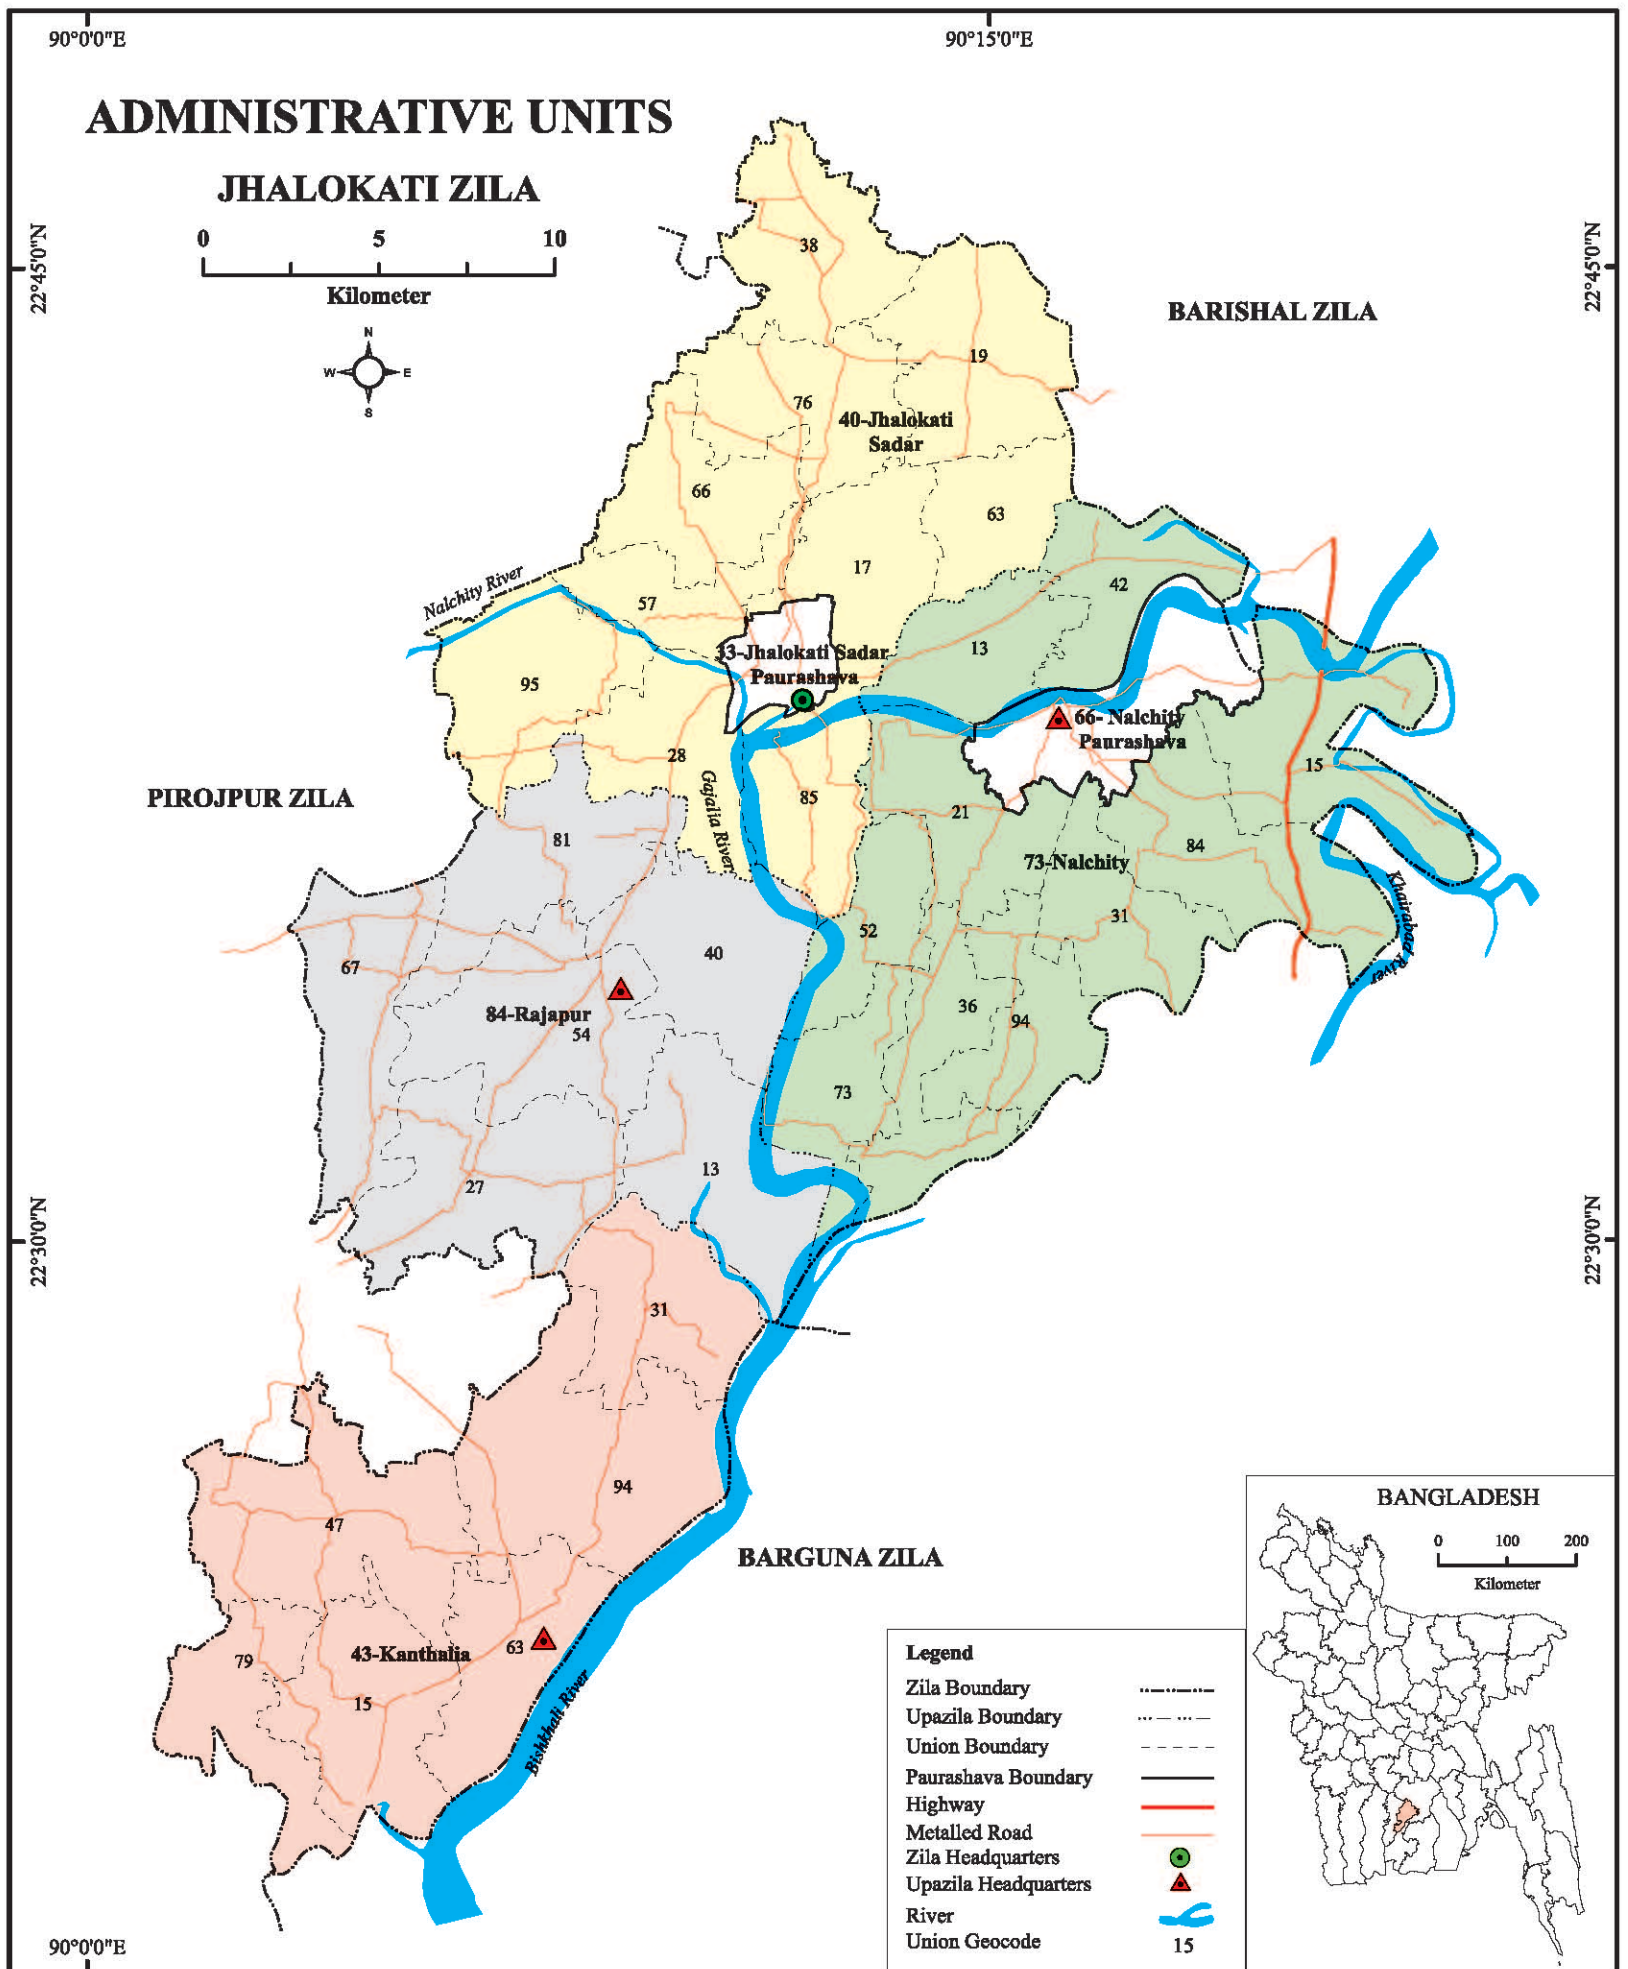 90°0'0"E
90°15'0"E
ADMINISTRATIVE UNITS
JHALOKATI ZILA
0 5 10
Kilometer
N
W E
S
22°45'0"N
22°45'0"N
BARISHAL ZILA
38
19
76
40-Jhalokati
Sadar
66
63
17
Nalchity River
57
42
13
33-Jhalokati Sadar
Paurashava
95
66- Nalchity
Paurashava
28
15
PIROJPUR ZILA
Gajalia River
85
21
81
73-Nalchity
84
Khairabad River
31
52
40
67
84-Rajapur
54
36
94
73
13
27
22°30'0"N
22°30'0"N
31
94
47
BARGUNA ZILA
63
43-Kanthalia
79
15
Bishkhali River
BANGLADESH
0 100 200
Kilometer
Legend
Zila Boundary
Upazila Boundary
Union Boundary
Paurashava Boundary
Highway
Metalled Road
Zila Headquarters
Upazila Headquarters
River
Union Geocode 15
90°0'0"E